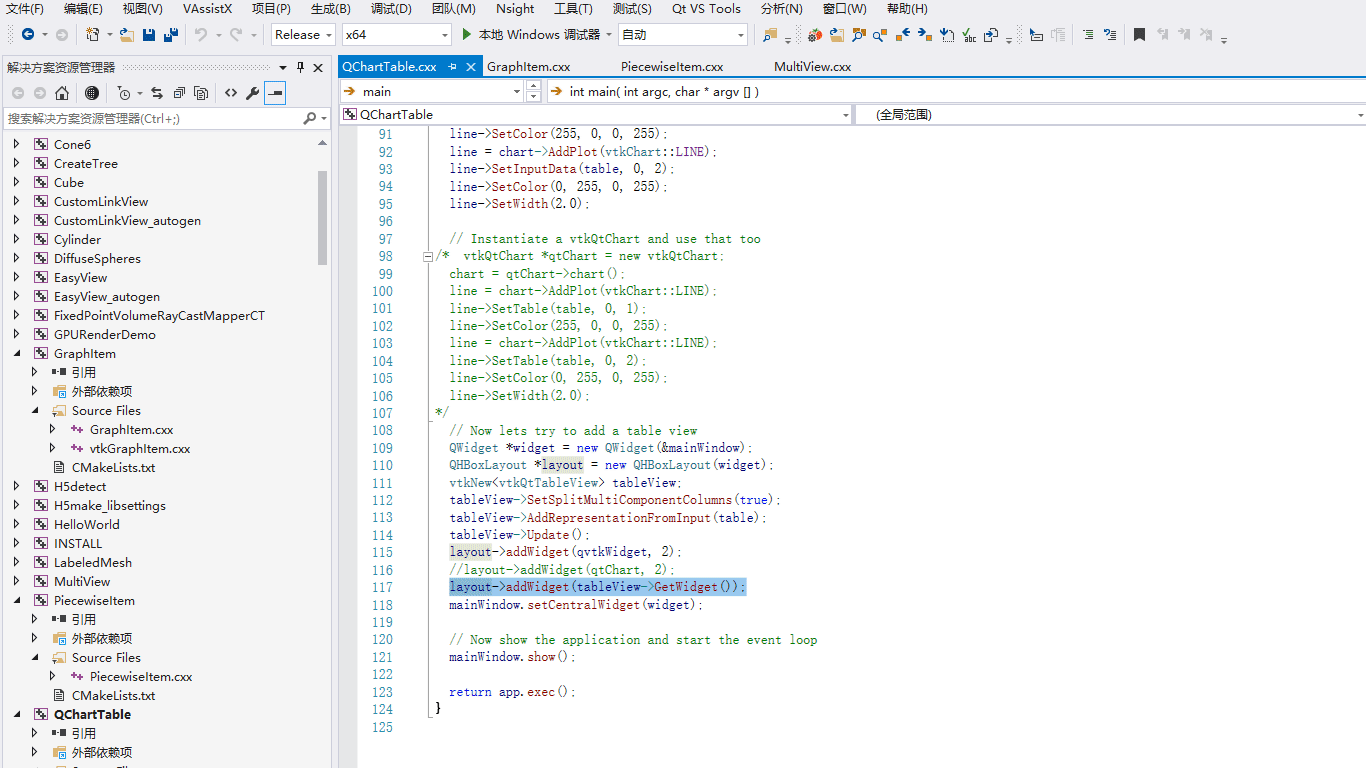 文件(F) 编辑(E) 视图(V) VAssistX 项目(P) 生成(B) 调试(D) 团队(M) Nsight 工具(T) 测试(S) Qt VS Tools 分析(N) 窗口(W) 帮助(H)
Release x64 本地 Windows 调试器 自动
解决方案资源管理器
搜索解决方案资源管理器(Ctrl+;)
Cone6
CreateTree
Cube
CustomLinkView
CustomLinkView_autogen
Cylinder
DiffuseSpheres
EasyView
EasyView_autogen
FixedPointVolumeRayCastMapperCT
GPURenderDemo
GraphItem
引用
外部依赖项
Source Files
GraphItem.cxx
vtkGraphItem.cxx
CMakeLists.txt
H5detect
H5make_libsettings
HelloWorld
INSTALL
LabeledMesh
MultiView
PiecewiseItem
引用
外部依赖项
Source Files
PiecewiseItem.cxx
CMakeLists.txt
QChartTable
引用
外部依赖项
QChartTable.cxx GraphItem.cxx PiecewiseItem.cxx MultiView.cxx
main int main( int argc, char * argv [] )
QChartTable (全局范围)
91 line->SetColor(255, 0, 0, 255);
92 line = chart->AddPlot(vtkChart::LINE);
93 line->SetInputData(table, 0, 2);
94 line->SetColor(0, 255, 0, 255);
95 line->SetWidth(2.0);
96
97 // Instantiate a vtkQtChart and use that too
98 /* vtkQtChart *qtChart = new vtkQtChart;
99 chart = qtChart->chart();
100 line = chart->AddPlot(vtkChart::LINE);
101 line->SetTable(table, 0, 1);
102 line->SetColor(255, 0, 0, 255);
103 line = chart->AddPlot(vtkChart::LINE);
104 line->SetTable(table, 0, 2);
105 line->SetColor(0, 255, 0, 255);
106 line->SetWidth(2.0);
107 */
108 // Now lets try to add a table view
109 QWidget *widget = new QWidget(&mainWindow);
110 QHBoxLayout *layout = new QHBoxLayout(widget);
111 vtkNew<vtkQtTableView> tableView;
112 tableView->SetSplitMultiComponentColumns(true);
113 tableView->AddRepresentationFromInput(table);
114 tableView->Update();
115 layout->addWidget(qvtkWidget, 2);
116 //layout->addWidget(qtChart, 2);
117 layout->addWidget(tableView->GetWidget());
118 mainWindow.setCentralWidget(widget);
119
120 // Now show the application and start the event loop
121 mainWindow.show();
122
123 return app.exec();
124 }
125